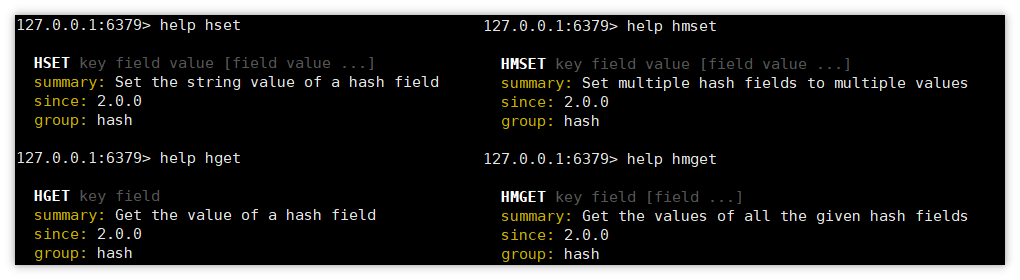 127.0.0.1:6379> help hset
HSET key field value [field value ...]
summary: Set the string value of a hash field
since: 2.0.0
group: hash
127.0.0.1:6379> help hget
HGET key field
summary: Get the value of a hash field
since: 2.0.0
group: hash
127.0.0.1:6379> help hmset
HMSET key field value [field value ...]
summary: Set multiple hash fields to multiple values
since: 2.0.0
group: hash
127.0.0.1:6379> help hmget
HMGET key field [field ...]
summary: Get the values of all the given hash fields
since: 2.0.0
group: hash